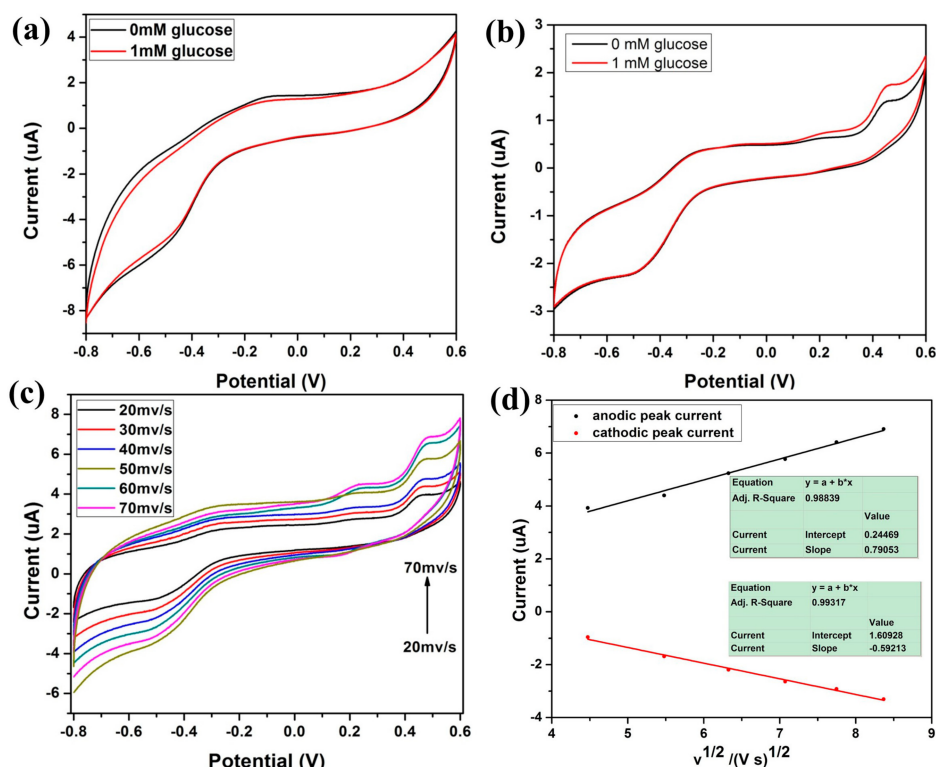 (a)
0mM glucose
1mM glucose
4
2
0
-2
-4
-6
-8
Current (uA)
-0.8 -0.6 -0.4 -0.2 0.0 0.2 0.4 0.6
Potential (V)
(b)
0 mM glucose
1 mM glucose
3
2
1
0
-1
-2
-3
Current (uA)
-0.8 -0.6 -0.4 -0.2 0.0 0.2 0.4 0.6
Potential (V)
(c)
20mv/s
30mv/s
40mv/s
50mv/s
60mv/s
70mv/s
8
6
4
2
0
-2
-4
-6
Current (uA)
70mv/s
20mv/s
-0.8 -0.6 -0.4 -0.2 0.0 0.2 0.4 0.6
Potential (V)
(d)
anodic peak current
cathodic peak current
8
6
4
2
0
-2
-4
Current (uA)
Equation y = a + b*x
Adj. R-Square 0.98839
Value
Current Intercept 0.24469
Current Slope 0.79053
Equation y = a + b*x
Adj. R-Square 0.99317
Value
Current Intercept 1.60928
Current Slope -0.59213
4 5 6 7 8 9
v^1/2 /(V s)^1/2